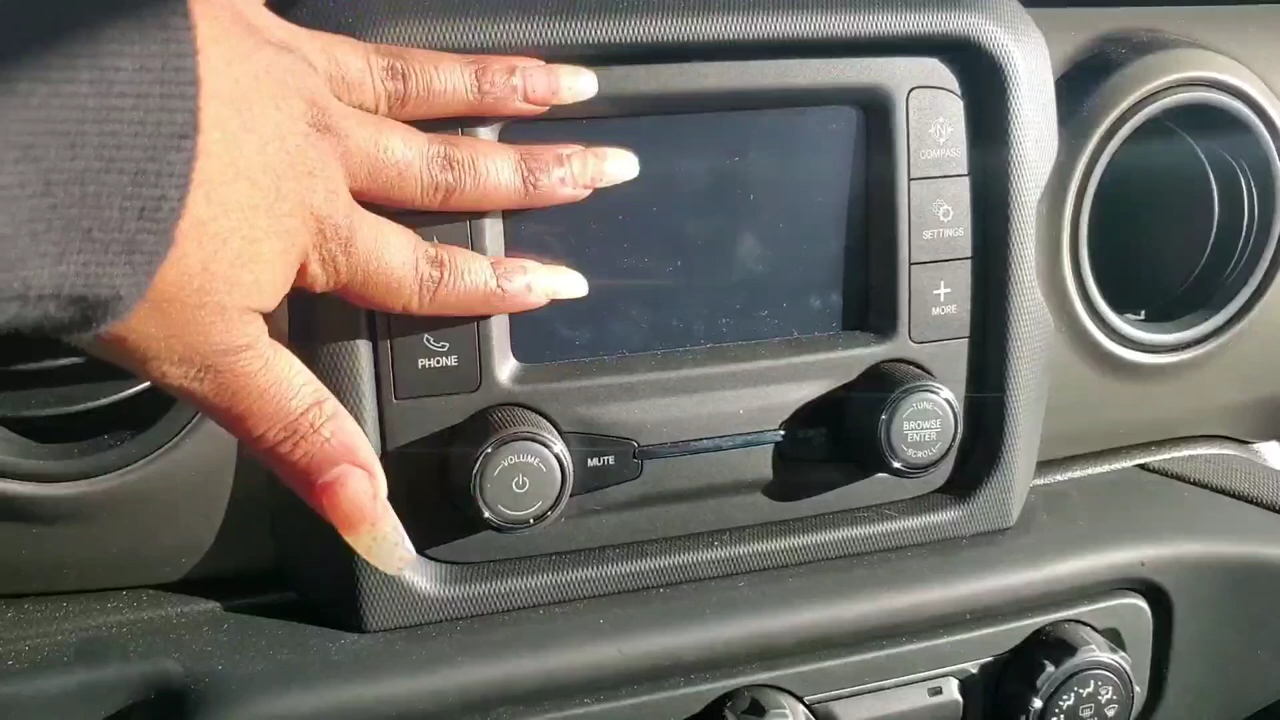 N
COMPASS
SETTINGS
MORE
PHONE
VOLUME
MUTE
TUNE
BROWSE
ENTER
SCROLL